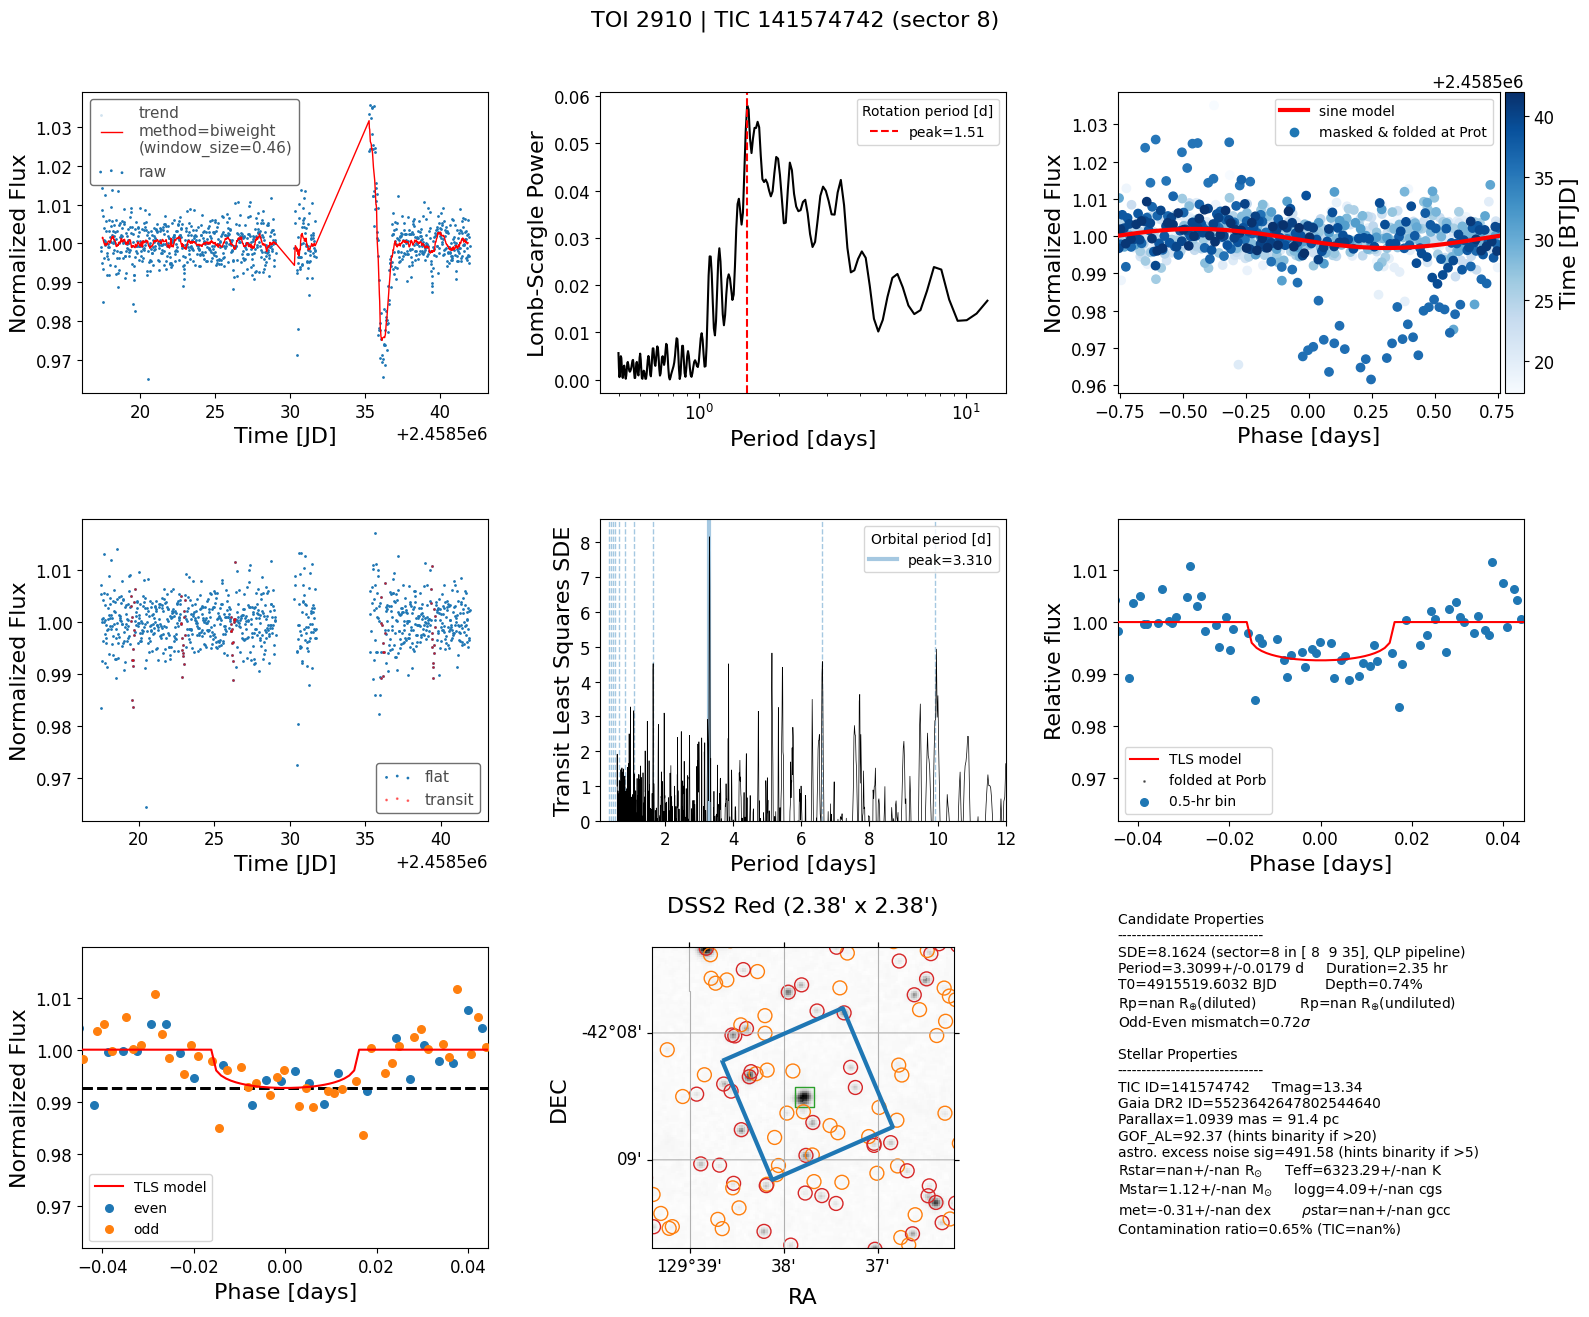 TOI 2910 | TIC 141574742 (sector 8)
trend
method=biweight
(window_size=0.46)
raw
Normalized Flux
1.03
1.02
1.01
1.00
0.99
0.98
0.97
20
25
30
35
40
Time [JD]
+2.4585e6
Rotation period [d]
peak=1.51
Lomb-Scargle Power
0.06
0.05
0.04
0.03
0.02
0.01
0.00
10⁰
10¹
Period [days]
+2.4585e6
sine model
masked & folded at Prot
Normalized Flux
1.03
1.02
1.01
1.00
0.99
0.98
0.97
0.96
−0.75
−0.50
−0.25
0.00
0.25
0.50
0.75
Phase [days]
40
35
30
25
20
Time [BTJD]
flat
transit
Normalized Flux
1.01
1.00
0.99
0.98
0.97
20
25
30
35
40
Time [JD]
+2.4585e6
Orbital period [d]
peak=3.310
Transit Least Squares SDE
8
7
6
5
4
3
2
1
0
2
4
6
8
10
12
Period [days]
TLS model
folded at Porb
0.5-hr bin
Relative flux
1.01
1.00
0.99
0.98
0.97
−0.04
−0.02
0.00
0.02
0.04
Phase [days]
TLS model
even
odd
Normalized Flux
1.01
1.00
0.99
0.98
0.97
−0.04
−0.02
0.00
0.02
0.04
Phase [days]
DSS2 Red (2.38' x 2.38')
DEC
-42°08'
09'
129°39'
38'
37'
RA
Candidate Properties
------------------------------
SDE=8.1624 (sector=8 in [ 8  9 35], QLP pipeline)
Period=3.3099+/-0.0179 d     Duration=2.35 hr
T0=4915519.6032 BJD           Depth=0.74%
Rp=nan R⊕(diluted)          Rp=nan R⊕(undiluted)
Odd-Even mismatch=0.72σ
Stellar Properties
------------------------------
TIC ID=141574742     Tmag=13.34
Gaia DR2 ID=5523642647802544640
Parallax=1.0939 mas = 91.4 pc
GOF_AL=92.37 (hints binarity if >20)
astro. excess noise sig=491.58 (hints binarity if >5)
Rstar=nan+/-nan R⊙     Teff=6323.29+/-nan K
Mstar=1.12+/-nan M⊙     logg=4.09+/-nan cgs
met=-0.31+/-nan dex       ρstar=nan+/-nan gcc
Contamination ratio=0.65% (TIC=nan%)